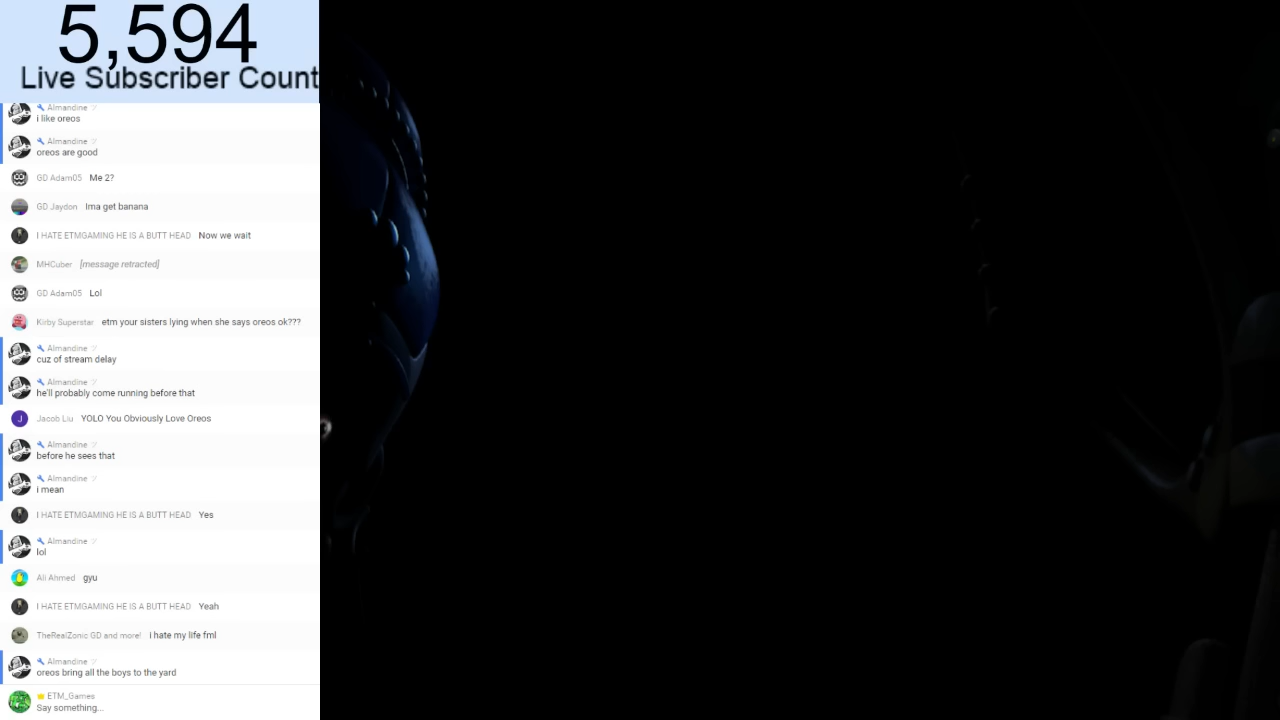 5,594
Live Subscriber Count
Almandine
i like oreos
Almandine
oreos are good
GD Adam05 Me 2?
GD Jaydon Ima get banana
I HATE ETMGAMING HE IS A BUTT HEAD Now we wait
MHCuber [message retracted]
GD Adam05 Lol
Kirby Superstar etm your sisters lying when she says oreos ok???
Almandine
cuz of stream delay
Almandine
he'll probably come running before that
J Jacob Liu YOLO You Obviously Love Oreos
Almandine
before he sees that
Almandine
i mean
I HATE ETMGAMING HE IS A BUTT HEAD Yes
Almandine
lol
Ali Ahmed gyu
I HATE ETMGAMING HE IS A BUTT HEAD Yeah
TheRealZonic GD and more! i hate my life fml
Almandine
oreos bring all the boys to the yard
ETM_Games
Say something...